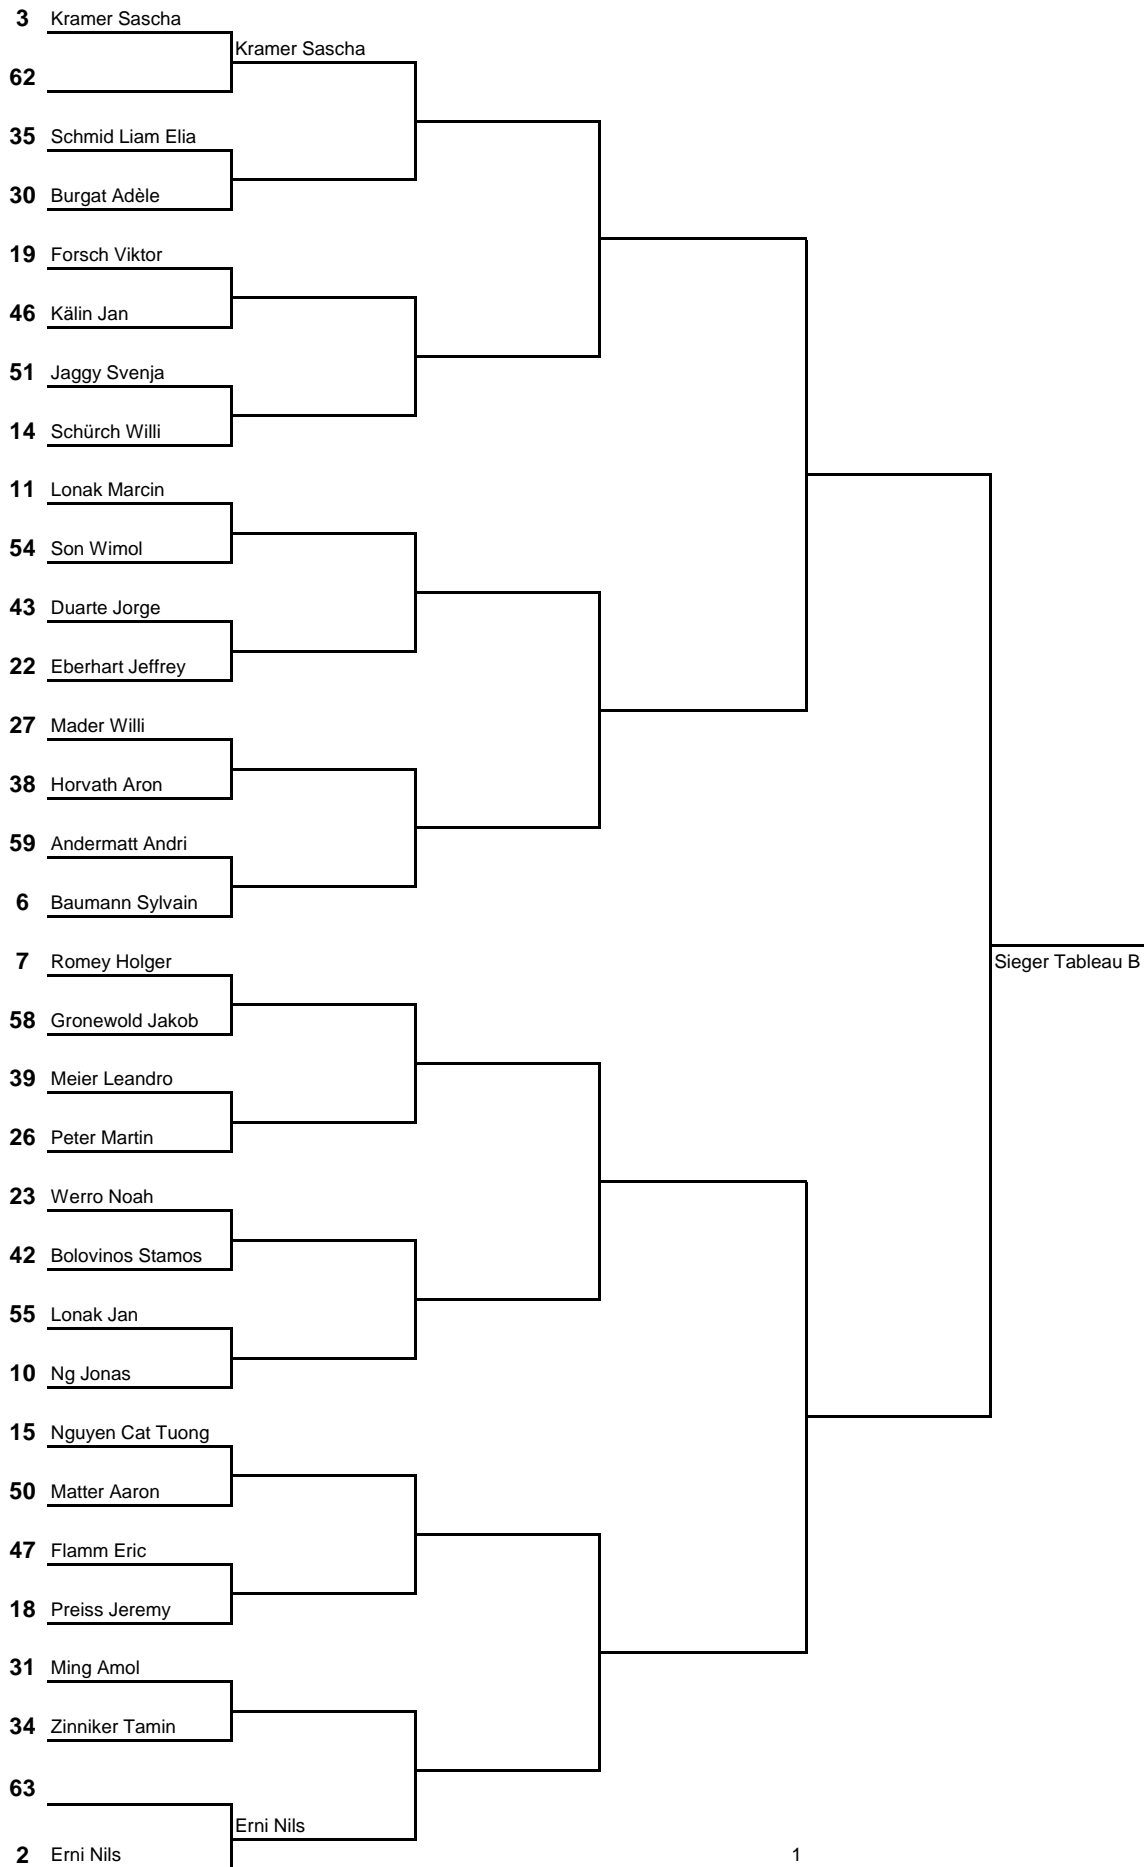 3 Kramer Sascha
Kramer Sascha
62
35 Schmid Liam Elia
30 Burgat Adèle
19 Forsch Viktor
46 Kälin Jan
51 Jaggy Svenja
14 Schürch Willi
11 Lonak Marcin
54 Son Wimol
43 Duarte Jorge
22 Eberhart Jeffrey
27 Mader Willi
38 Horvath Aron
59 Andermatt Andri
6 Baumann Sylvain
7 Romey Holger
Sieger Tableau B
58 Gronewold Jakob
39 Meier Leandro
26 Peter Martin
23 Werro Noah
42 Bolovinos Stamos
55 Lonak Jan
10 Ng Jonas
15 Nguyen Cat Tuong
50 Matter Aaron
47 Flamm Eric
18 Preiss Jeremy
31 Ming Amol
34 Zinniker Tamin
63
Erni Nils
2 Erni Nils
1